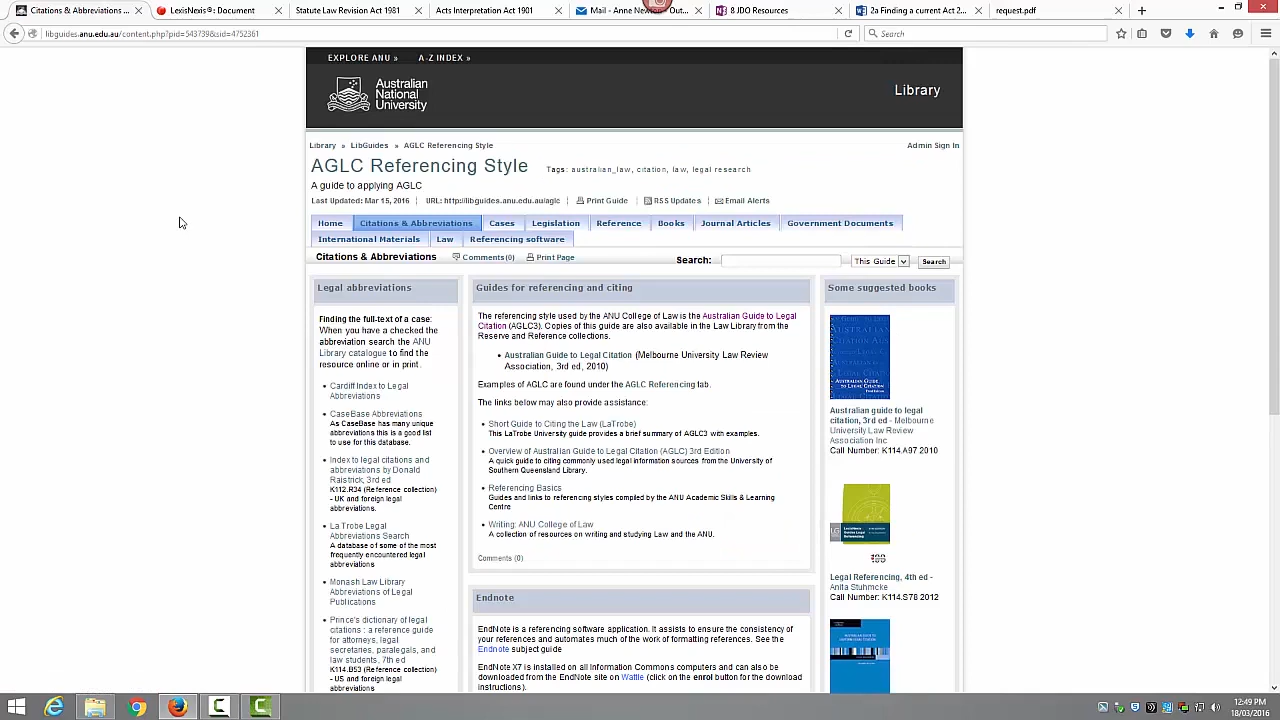 Citations & Abbreviations ...
LexisNexis®: Document
Statute Law Revision Act 1981
Acts Interpretation Act 1901
Mail - Anne Newton - Out...
8 JDO Resources
2a Finding a current Act 2...
request.pdf
libguides.anu.edu.au/content.php?pid=543739&sid=4752361
Search
EXPLORE ANU »
A-Z INDEX »
Australian
National
University
Library
Library » LibGuides » AGLC Referencing Style
Admin Sign In
AGLC Referencing Style
Tags: australian_law, citation, law, legal research
A guide to applying AGLC
Last Updated: Mar 15, 2016
URL: http://libguides.anu.edu.au/aglc
Print Guide
RSS Updates
Email Alerts
Home
Citations & Abbreviations
Cases
Legislation
Reference
Books
Journal Articles
Government Documents
International Materials
Law
Referencing software
Citations & Abbreviations
Comments(0)
Print Page
Search:
This Guide
Search
Legal abbreviations
Finding the full-text of a case:
When you have a checked the
abbreviation search the ANU
Library catalogue to find the
resource online or in print.
• Cardiff Index to Legal
Abbreviations
• CaseBase Abbreviations
As CaseBase has many unique
abbreviations this is a good list
to use for this database.
• Index to legal citations and
abbreviations by Donald
Raistrick, 3rd ed
K112.R34 (Reference collection)
- UK and foreign legal
abbreviations.
• La Trobe Legal
Abbreviations Search
A database of some of the most
frequently encountered legal
abbreviations
• Monash Law Library
Abbreviations of Legal
Publications
• Prince's dictionary of legal
citations : a reference guide
for attorneys, legal
secretaries, paralegals, and
law students, 7th ed
K114.B53 (Reference collection)
- US and foreign legal
abbreviations
Guides for referencing and citing
The referencing style used by the ANU College of Law is the Australian Guide to Legal
Citation (AGLC3). Copies of this guide are also available in the Law Library from the
Reserve and Reference collections.
• Australian Guide to Legal Citation (Melbourne University Law Review
Association, 3rd ed, 2010)
Examples of AGLC are found under the AGLC Referencing tab.
The links below may also provide assistance:
• Short Guide to Citing the Law (LaTrobe)
This LaTrobe University guide provides a brief summary of AGLC3 with examples.
• Overview of Australian Guide to Legal Citation (AGLC) 3rd Edition
A quick guide to citing commonly used legal information sources from the University of
Southern Queensland Library.
• Referencing Basics
Guides and links to referencing styles compiled by the ANU Academic Skills & Learning
Centre
• Writing: ANU College of Law
A collection of resources on writing and studying Law and the ANU.
Comments (0)
Endnote
EndNote is a referencing software application. It assists to ensure the consistency of
your references and automates much of the work of formatting references. See the
Endnote subject guide
EndNote X7 is installed on all Information Commons computers and can also be
downloaded from the EndNote site on Wattle (click on the enrol button for the download
instructions).
Some suggested books
AUSTRALIAN GUIDE
TO LEGAL CITATION
Australian guide to legal
citation, 3rd ed - Melbourne
University Law Review
Association Inc
Call Number: K114.A97 2010
Legal Referencing, 4th ed -
Anita Stuhmcke
Call Number: K114.S78 2012
12:49 PM
18/03/2016